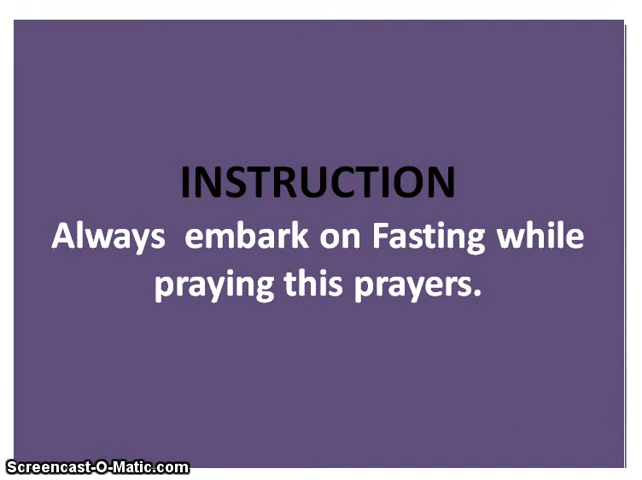 INSTRUCTION
Always  embark on Fasting while
praying this prayers.
Screencast-O-Matic.com